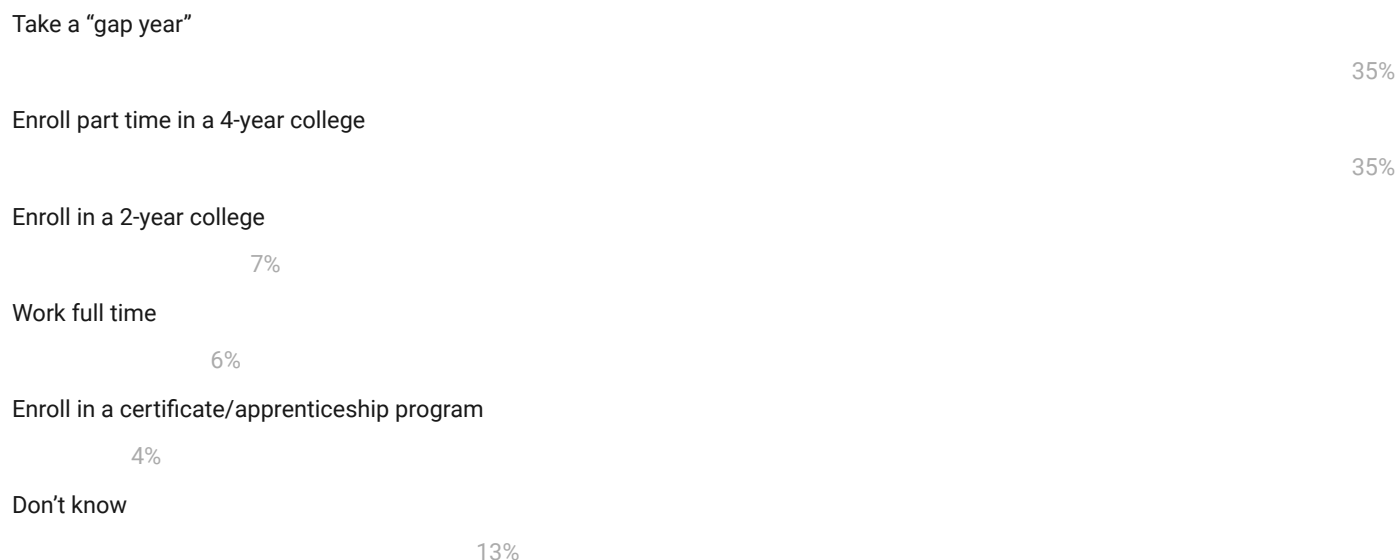 Take a “gap year”
35%
Enroll part time in a 4-year college
35%
Enroll in a 2-year college
7%
Work full time
6%
Enroll in a certificate/apprenticeship program
4%
Don’t know
13%